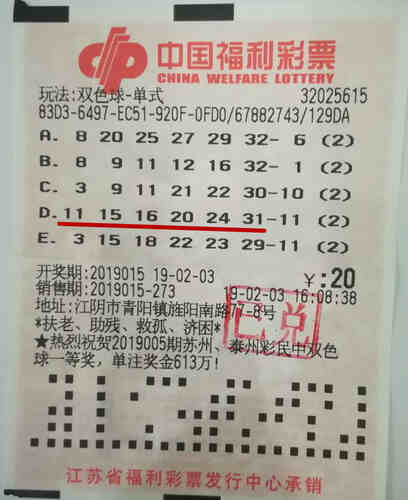 中国福利彩票
CHINA WELFARE LOTTERY
玩法:双色球-单式 32025615
83D3-6497-EC51-920F-0FD0/67882743/129DA
A. 8 20 25 27 29 32- 6 (2)
B. 8 9 11 12 16 32- 1 (2)
C. 3 9 11 21 22 30-10 (2)
D. 11 15 16 20 24 31-11 (2)
E. 3 15 18 22 23 29-11 (2)
开奖期:2019015 19-02-03 ¥:20
销售期:2019015-273 19-02-03 16:08:38
地址:江阴市青阳镇旌阳南路77-8号
*扶老、助残、救孤、济困*
已兑
★热烈祝贺2019005期苏州、泰州彩民中双色
球一等奖，单注奖金613万!
江苏省福利彩票发行中心承销